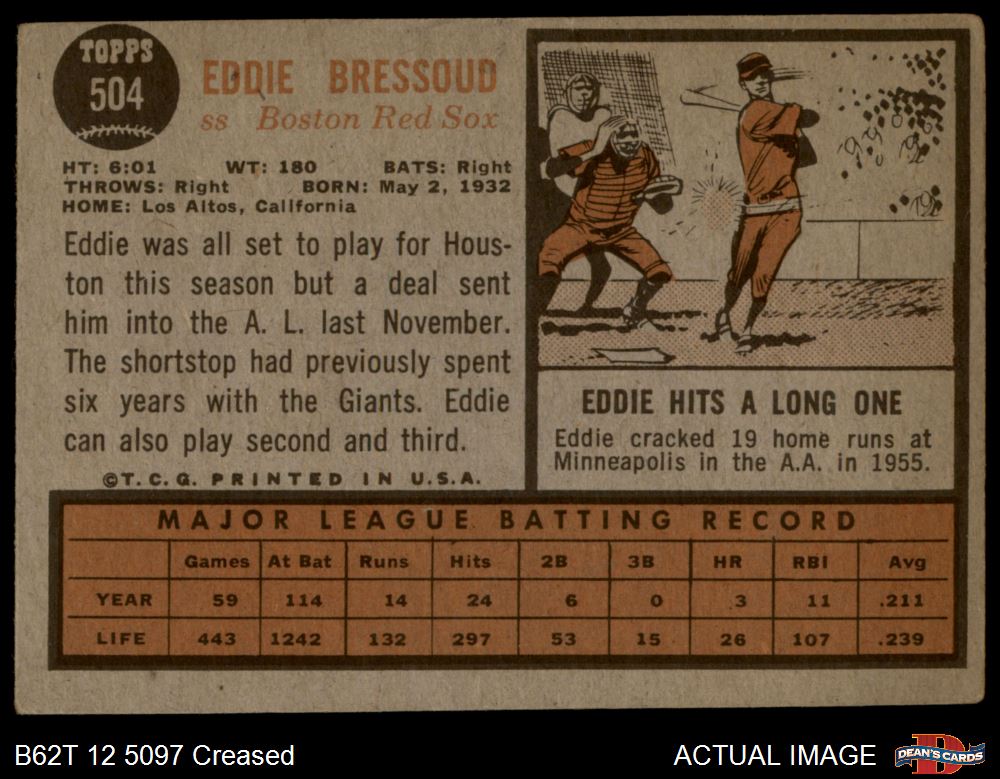 TOPPS
504
EDDIE BRESSOUD
ss Boston Red Sox
HT: 6:01 WT: 180 BATS: Right
THROWS: Right BORN: May 2, 1932
HOME: Los Altos, California
Eddie was all set to play for Hous-
ton this season but a deal sent
him into the A. L. last November.
The shortstop had previously spent
six years with the Giants. Eddie
can also play second and third.
©T.C.G. PRINTED IN U.S.A.
EDDIE HITS A LONG ONE
Eddie cracked 19 home runs at
Minneapolis in the A.A. in 1955.
MAJOR LEAGUE BATTING RECORD
Games At Bat Runs Hits 2B 3B HR RBI Avg
YEAR 59 114 14 24 6 0 3 11 .211
LIFE 443 1242 132 297 53 15 26 107 .239
B62T 12 5097 Creased
ACTUAL IMAGE
D
DEAN'S CARDS